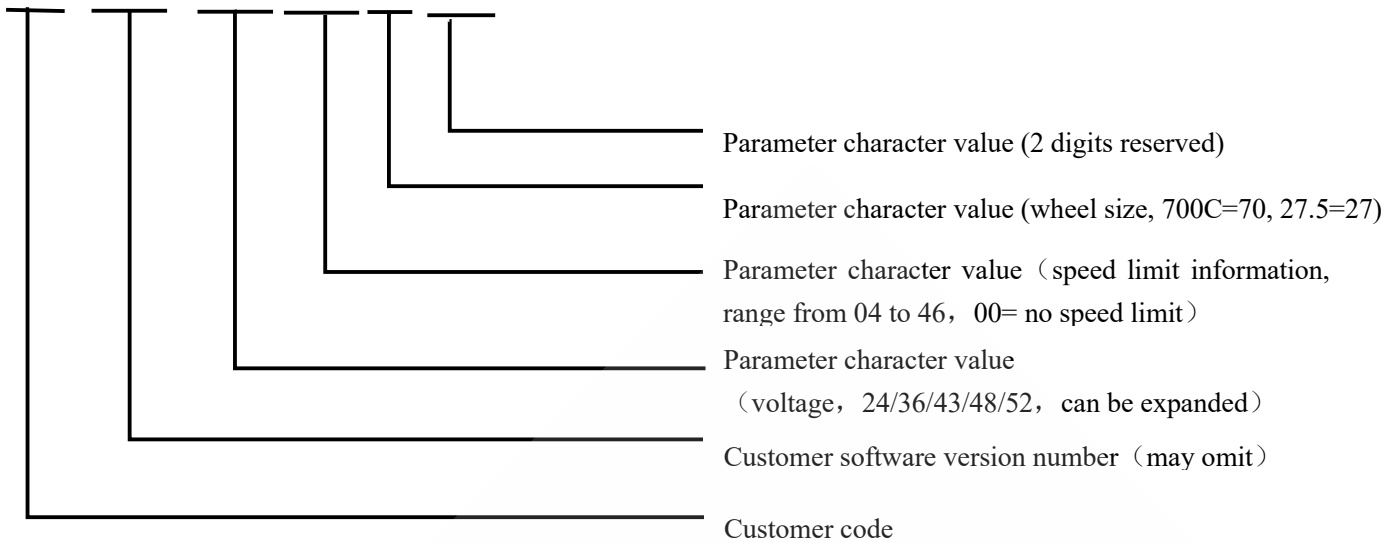 Parameter character value (2 digits reserved)
Parameter character value (wheel size, 700C=70, 27.5=27)
Parameter character value（speed limit information,
range from 04 to 46，00= no speed limit）
Parameter character value
（voltage，24/36/43/48/52，can be expanded）
Customer software version number（may omit）
Customer code